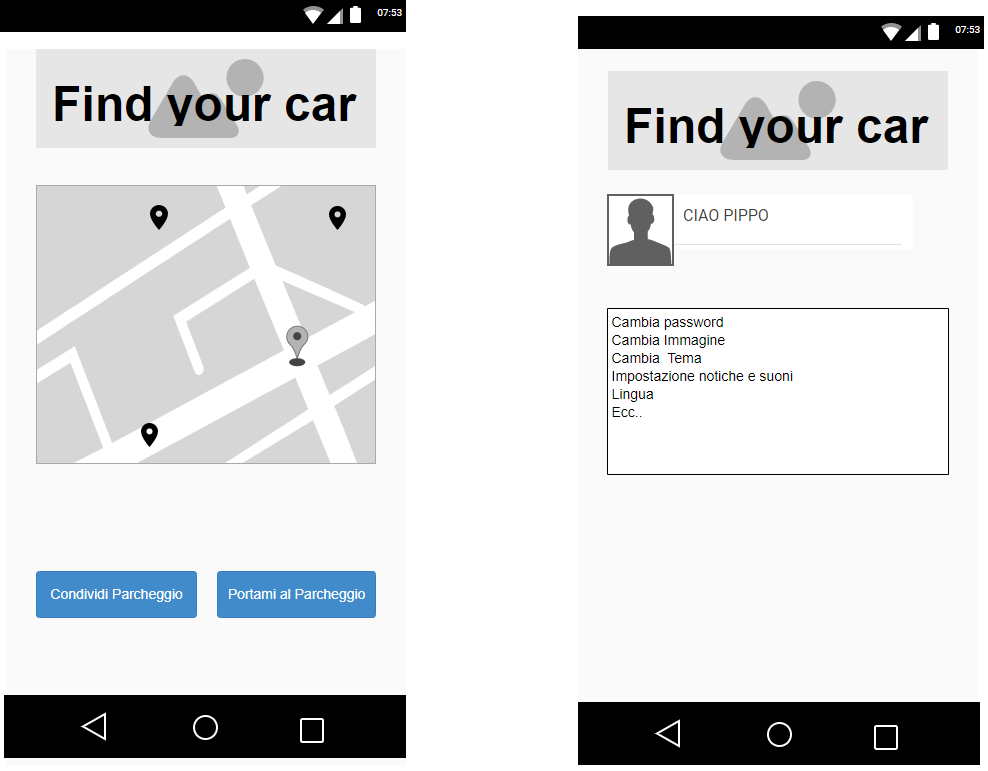 07:53
Find your car
Condividi Parcheggio
Portami al Parcheggio
07:53
Find your car
CIAO PIPPO
Cambia password
Cambia Immagine
Cambia  Tema
Impostazione notiche e suoni
Lingua
Ecc..